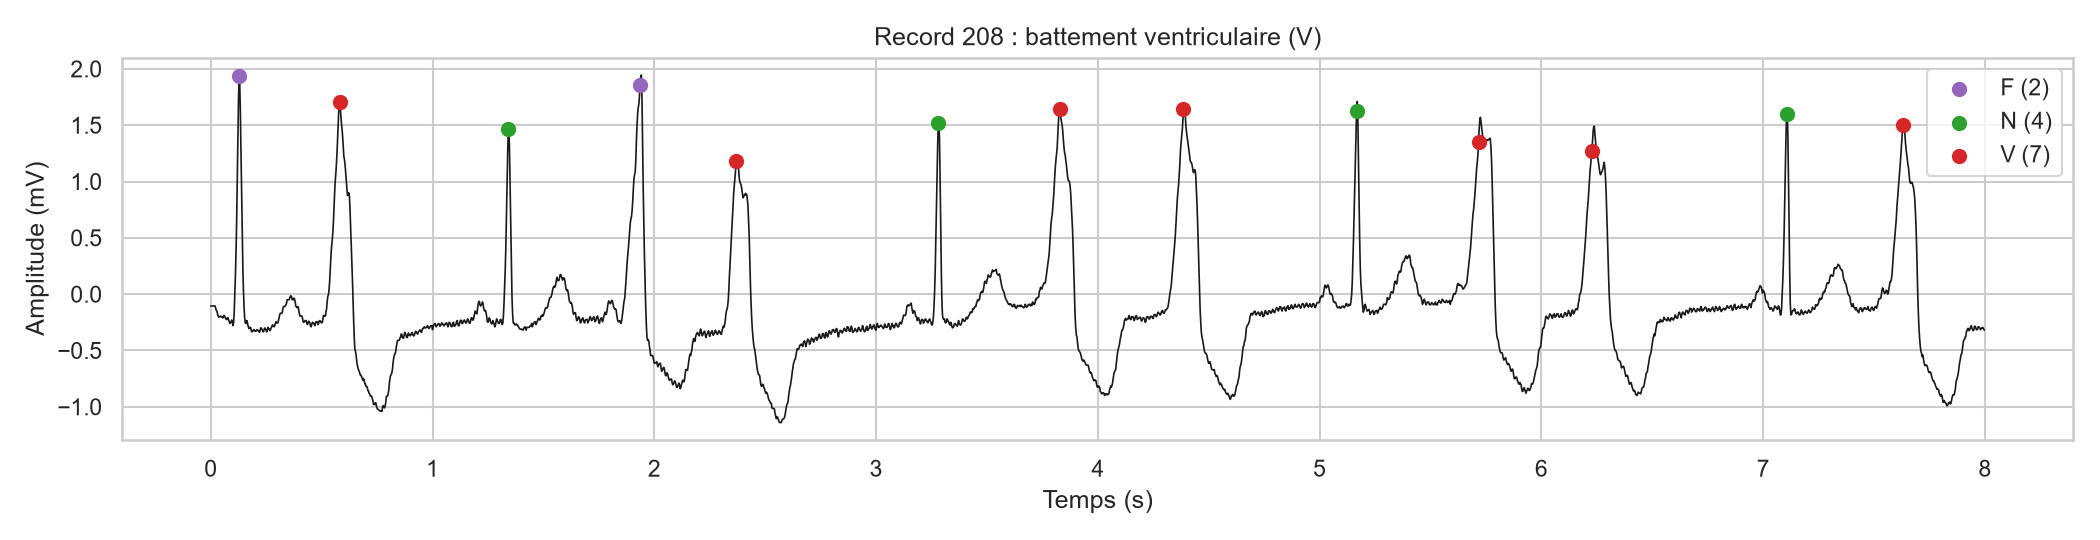 Record 208 : battement ventriculaire (V)
Amplitude (mV)
2.0
1.5
1.0
0.5
0.0
−0.5
−1.0
F (2)
N (4)
V (7)
0 1 2 3 4 5 6 7 8
Temps (s)